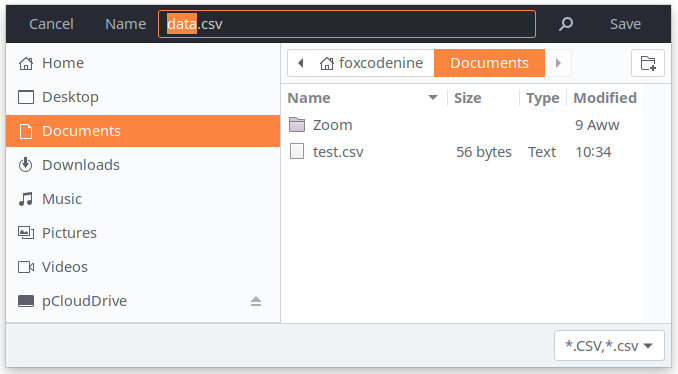 Cancel Name data.csv Save
Home
Desktop
Documents
Downloads
Music
Pictures
Videos
pCloudDrive
foxcodenine Documents
Name Size Type Modified
Zoom 9 Aww
test.csv 56 bytes Text 10:34
*.CSV,*.csv